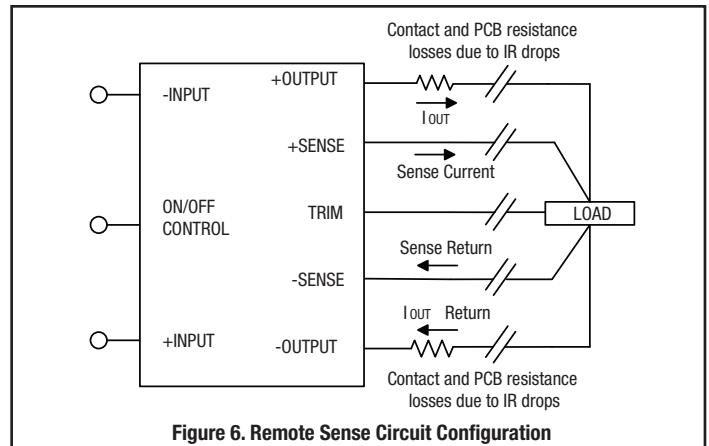 Contact and PCB resistance
losses due to IR drops
+OUTPUT
-INPUT
IOUT
+SENSE
Sense Current
ON/OFF
CONTROL
TRIM
LOAD
Sense Return
-SENSE
IOUT Return
+INPUT
-OUTPUT
Contact and PCB resistance
losses due to IR drops
Figure 6. Remote Sense Circuit Configuration